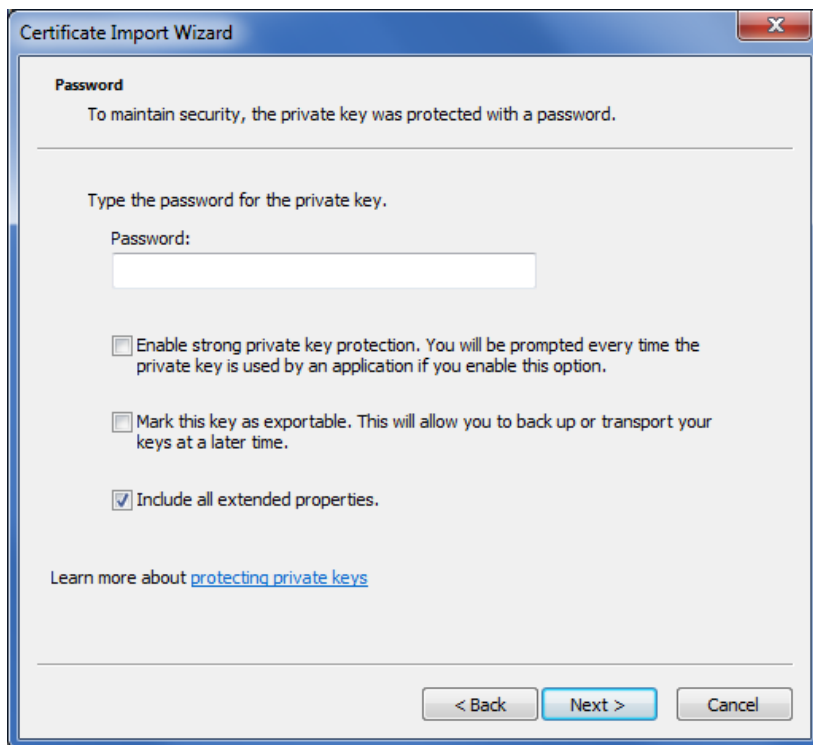 Certificate Import Wizard
Password
To maintain security, the private key was protected with a password.
Type the password for the private key.
Password:
Enable strong private key protection. You will be prompted every time the
private key is used by an application if you enable this option.
Mark this key as exportable. This will allow you to back up or transport your
keys at a later time.
Include all extended properties.
Learn more about protecting private keys
< Back Next > Cancel